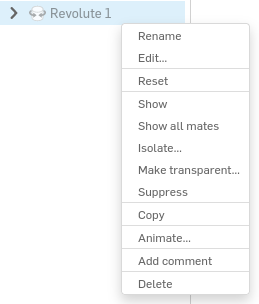 Revolute 1
Rename
Edit...
Reset
Show
Show all mates
Isolate...
Make transparent...
Suppress
Copy
Animate...
Add comment
Delete